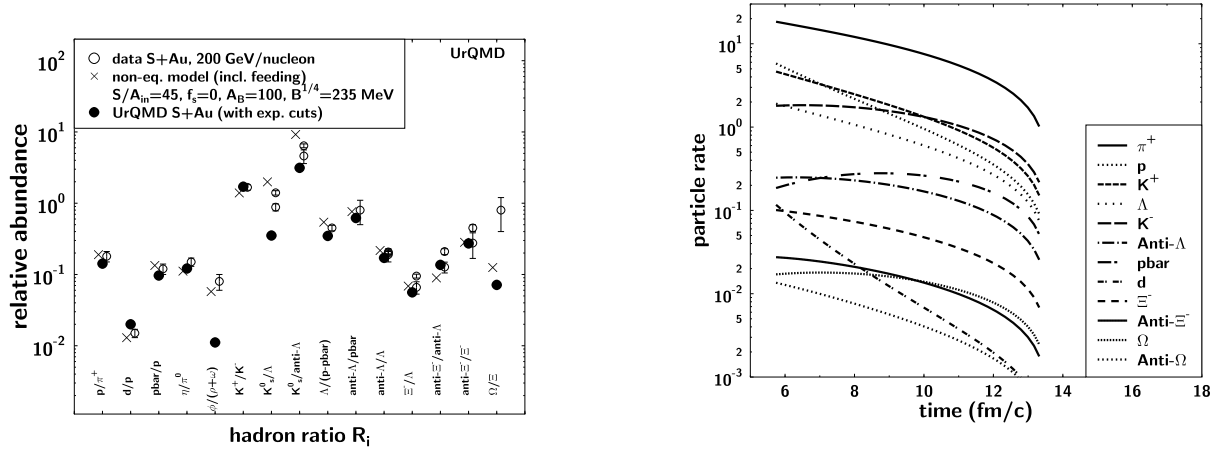 UrQMD
data S+Au, 200 GeV/nucleon
non-eq. model (incl. feeding)
S/A_in=45, f_s=0, A_B=100, B^1/4=235 MeV
UrQMD S+Au (with exp. cuts)
10^2
10^1
10^0
10^-1
10^-2
relative abundance
p/π^+
d/p
pbar/p
η/π^0
ϕ/(ρ+ω)
K^+/K^-
K^0_s/Λ
K^0_s/anti-Λ
Λ/(p-pbar)
anti-Λ/pbar
anti-Λ/Λ
Ξ^-/Λ
anti-Ξ^-/anti-Λ
anti-Ξ^-/Ξ^-
Ω/Ξ^-
hadron ratio R_i
2
10^1
5
2
10^0
5
2
10^-1
5
2
10^-2
5
2
10^-3
particle rate
π^+
p
K^+
Λ
K^-
Anti-Λ
pbar
d
Ξ^-
Anti-Ξ^-
Ω
Anti-Ω
6 8 10 12 14 16 18
time (fm/c)